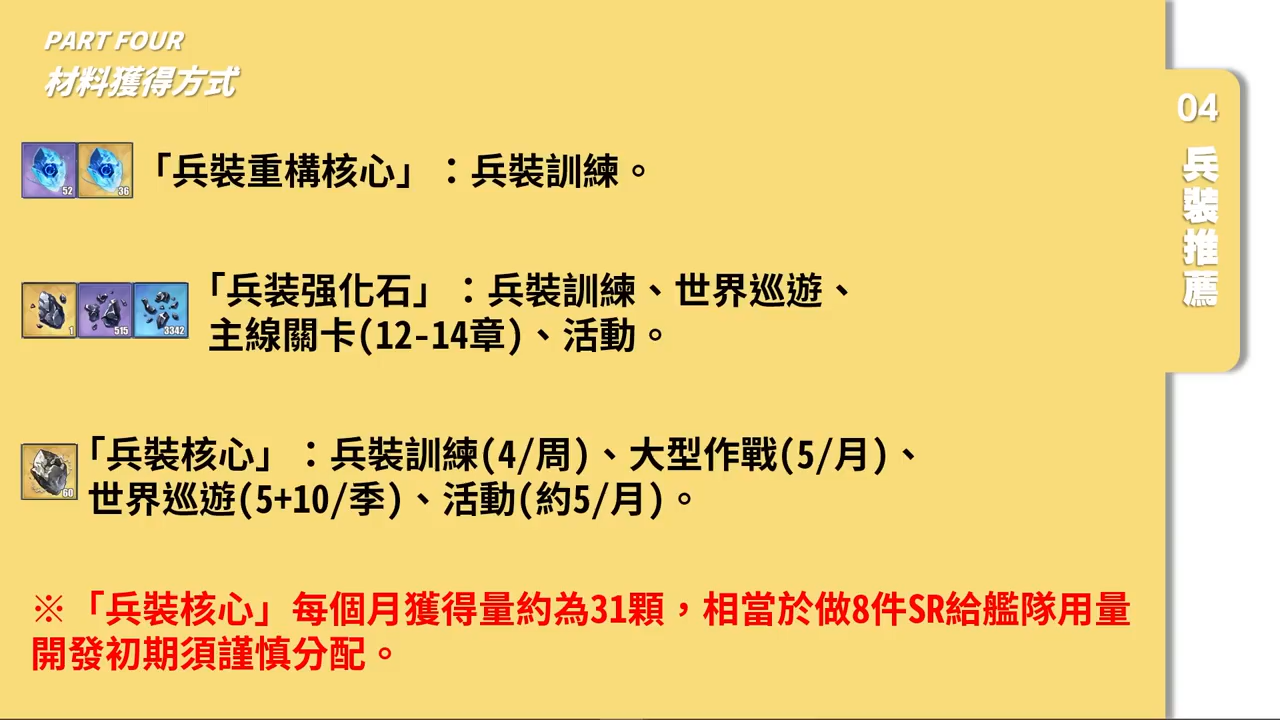 PART FOUR
材料獲得方式
04
兵裝推薦
52
36
「兵裝重構核心」：兵裝訓練。
1
515
3342
「兵装强化石」：兵裝訓練、世界巡遊、
主線關卡(12-14章)、活動。
60
「兵裝核心」：兵裝訓練(4/周)、大型作戰(5/月)、
世界巡遊(5+10/季)、活動(約5/月)。
※「兵裝核心」每個月獲得量約為31顆，相當於做8件SR給艦隊用量
開發初期須謹慎分配。